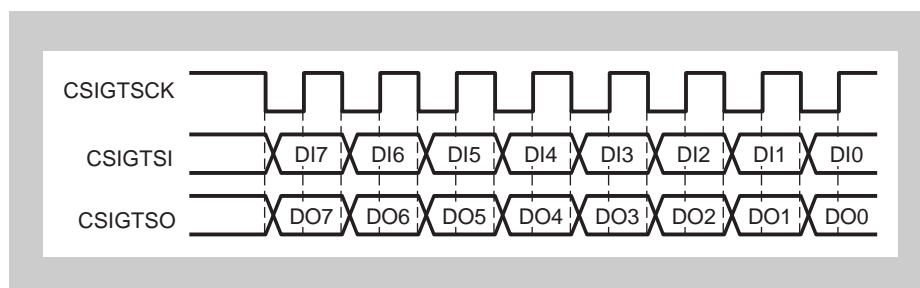 CSIGTSCK
CSIGTSI DI7 DI6 DI5 DI4 DI3 DI2 DI1 DI0
CSIGTSO DO7 DO6 DO5 DO4 DO3 DO2 DO1 DO0